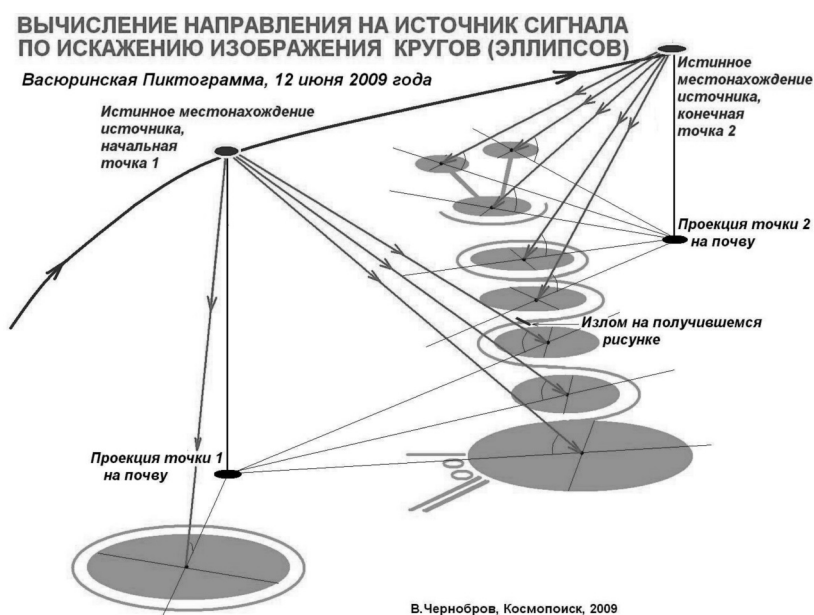 ВЫЧИСЛЕНИЕ НАПРАВЛЕНИЯ НА ИСТОЧНИК СИГНАЛА
ПО ИСКАЖЕНИЮ ИЗОБРАЖЕНИЯ КРУГОВ (ЭЛЛИПСОВ)
Васюринская Пиктограмма, 12 июня 2009 года
Истинное местонахождение
источника,
начальная
точка 1
Истинное
местонахождение
источника,
конечная
точка 2
Проекция точки 2
на почву
Излом на получившемся
рисунке
Проекция точки 1
на почву
В.Чернобров, Космопоиск, 2009